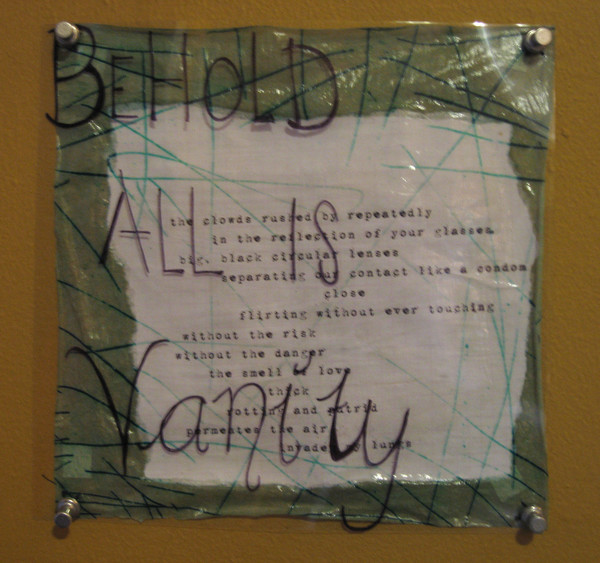 BEHOLD
ALL IS
the clowds rushed by repeatedly
in the reflection of your glasses
big, black circular lenses
separating our contact like a condom
close
flirting without ever touching
without the risk
without the danger
the smell of love
thick
rotting and putrid
permeates the air
invades my lungs
Vanity